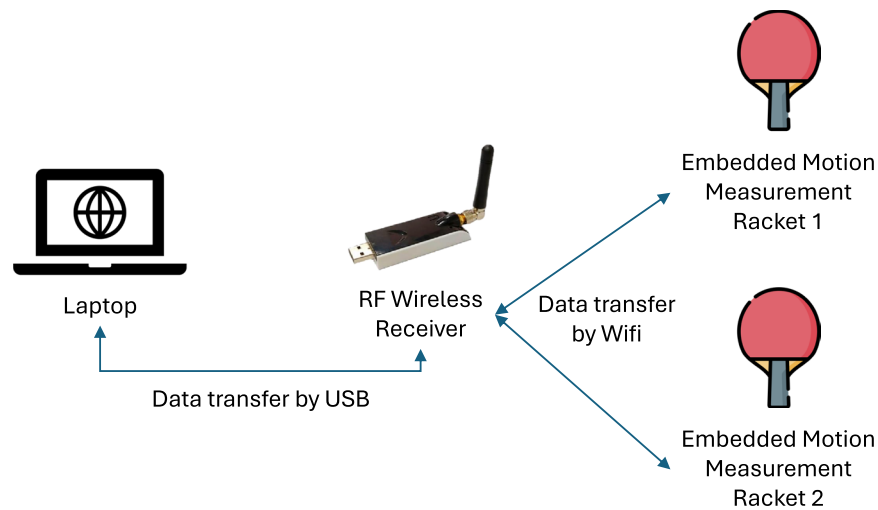 Laptop
Data transfer by USB
RF Wireless
Receiver
Data transfer
by Wifi
Embedded Motion
Measurement
Racket 1
Embedded Motion
Measurement
Racket 2